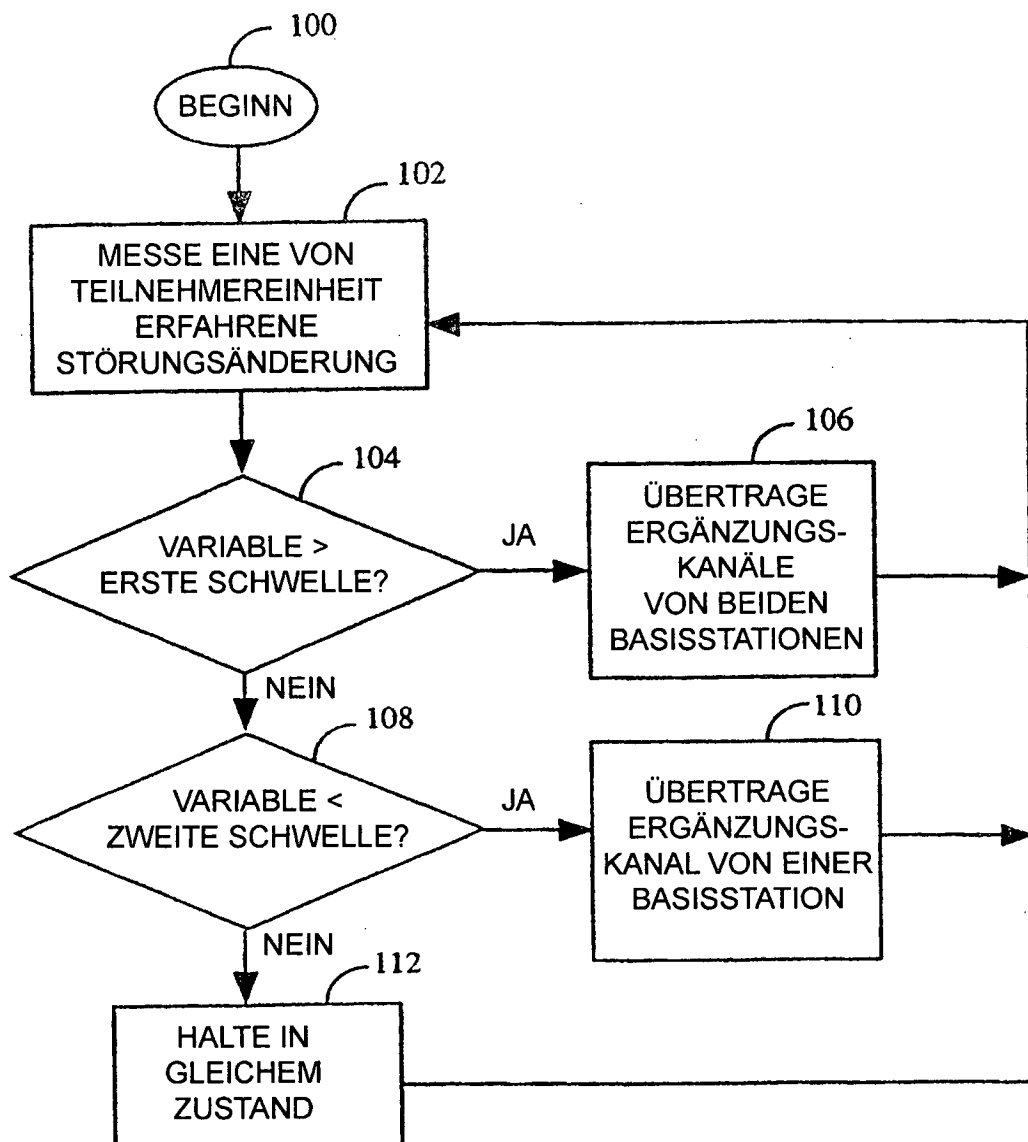 100
BEGINN
102
MESSE EINE VON
TEILNEHMEREINHEIT
ERFAHRENE
STÖRUNGSÄNDERUNG
104
VARIABLE >
ERSTE SCHWELLE?
JA
106
ÜBERTRAGE
ERGÄNZUNGS-
KANÄLE
VON BEIDEN
BASISSTATIONEN
NEIN
108
VARIABLE <
ZWEITE SCHWELLE?
JA
110
ÜBERTRAGE
ERGÄNZUNGS-
KANAL VON EINER
BASISSTATION
NEIN
112
HALTE IN
GLEICHEM
ZUSTAND